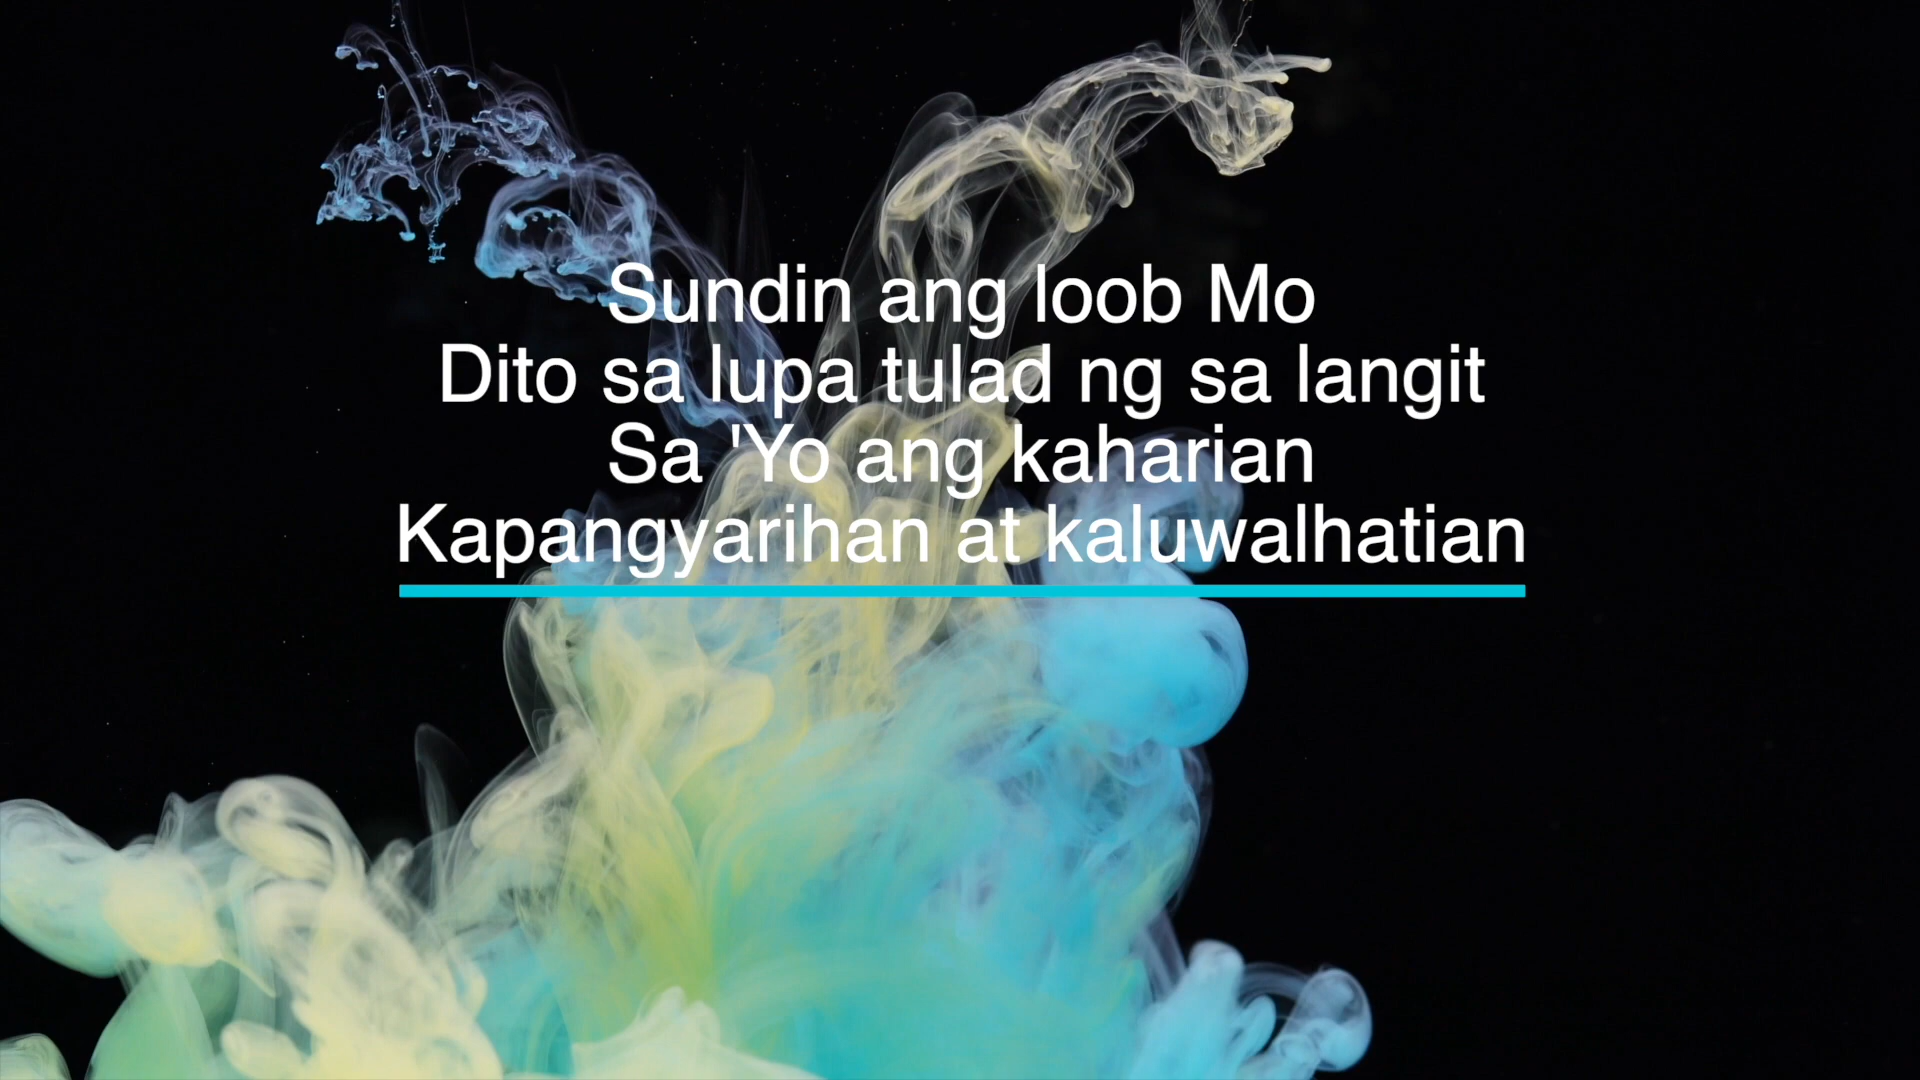 Sundin ang loob Mo
Dito sa lupa tulad ng sa langit
Sa 'Yo ang kaharian
Kapangyarihan at kaluwalhatian